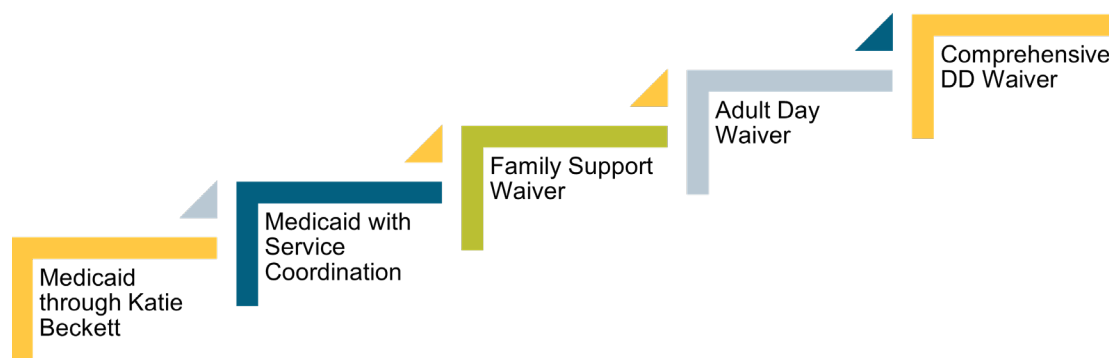 Medicaid
through Katie
Beckett
Medicaid with
Service
Coordination
Family Support
Waiver
Adult Day
Waiver
Comprehensive
DD Waiver